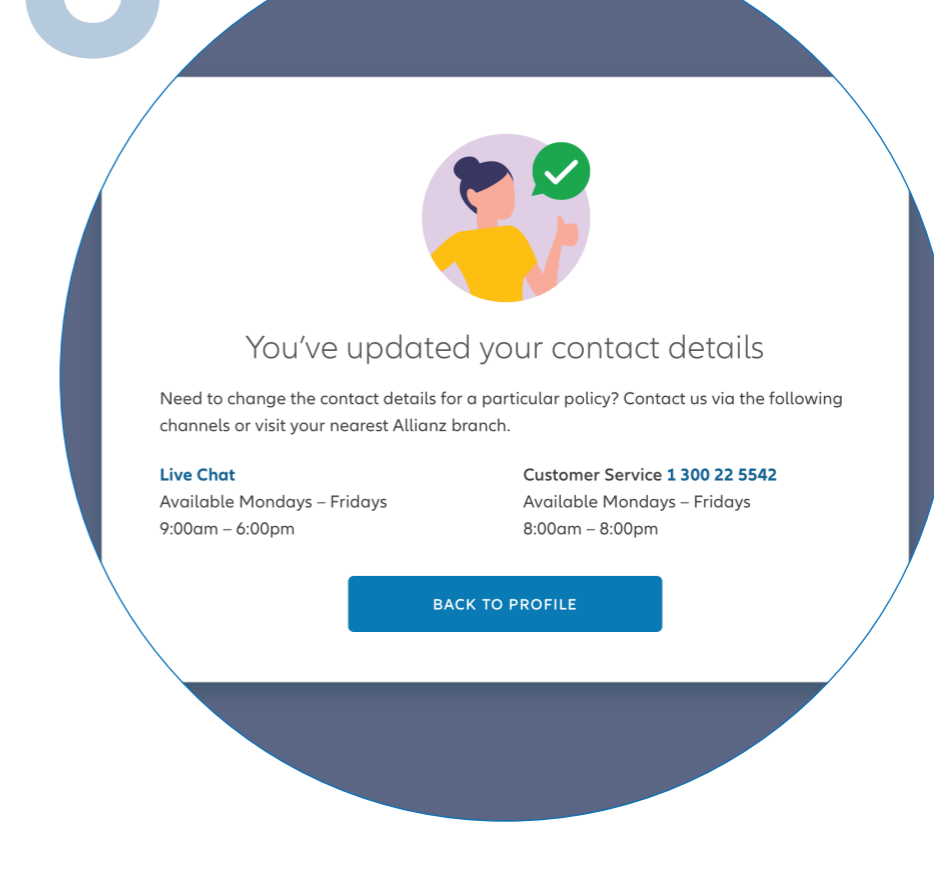 You've updated your contact details
Need to change the contact details for a particular policy? Contact us via the following
channels or visit your nearest Allianz branch.
Live Chat
Available Mondays – Fridays
9:00am – 6:00pm
Customer Service 1 300 22 5542
Available Mondays – Fridays
8:00am – 8:00pm
BACK TO PROFILE